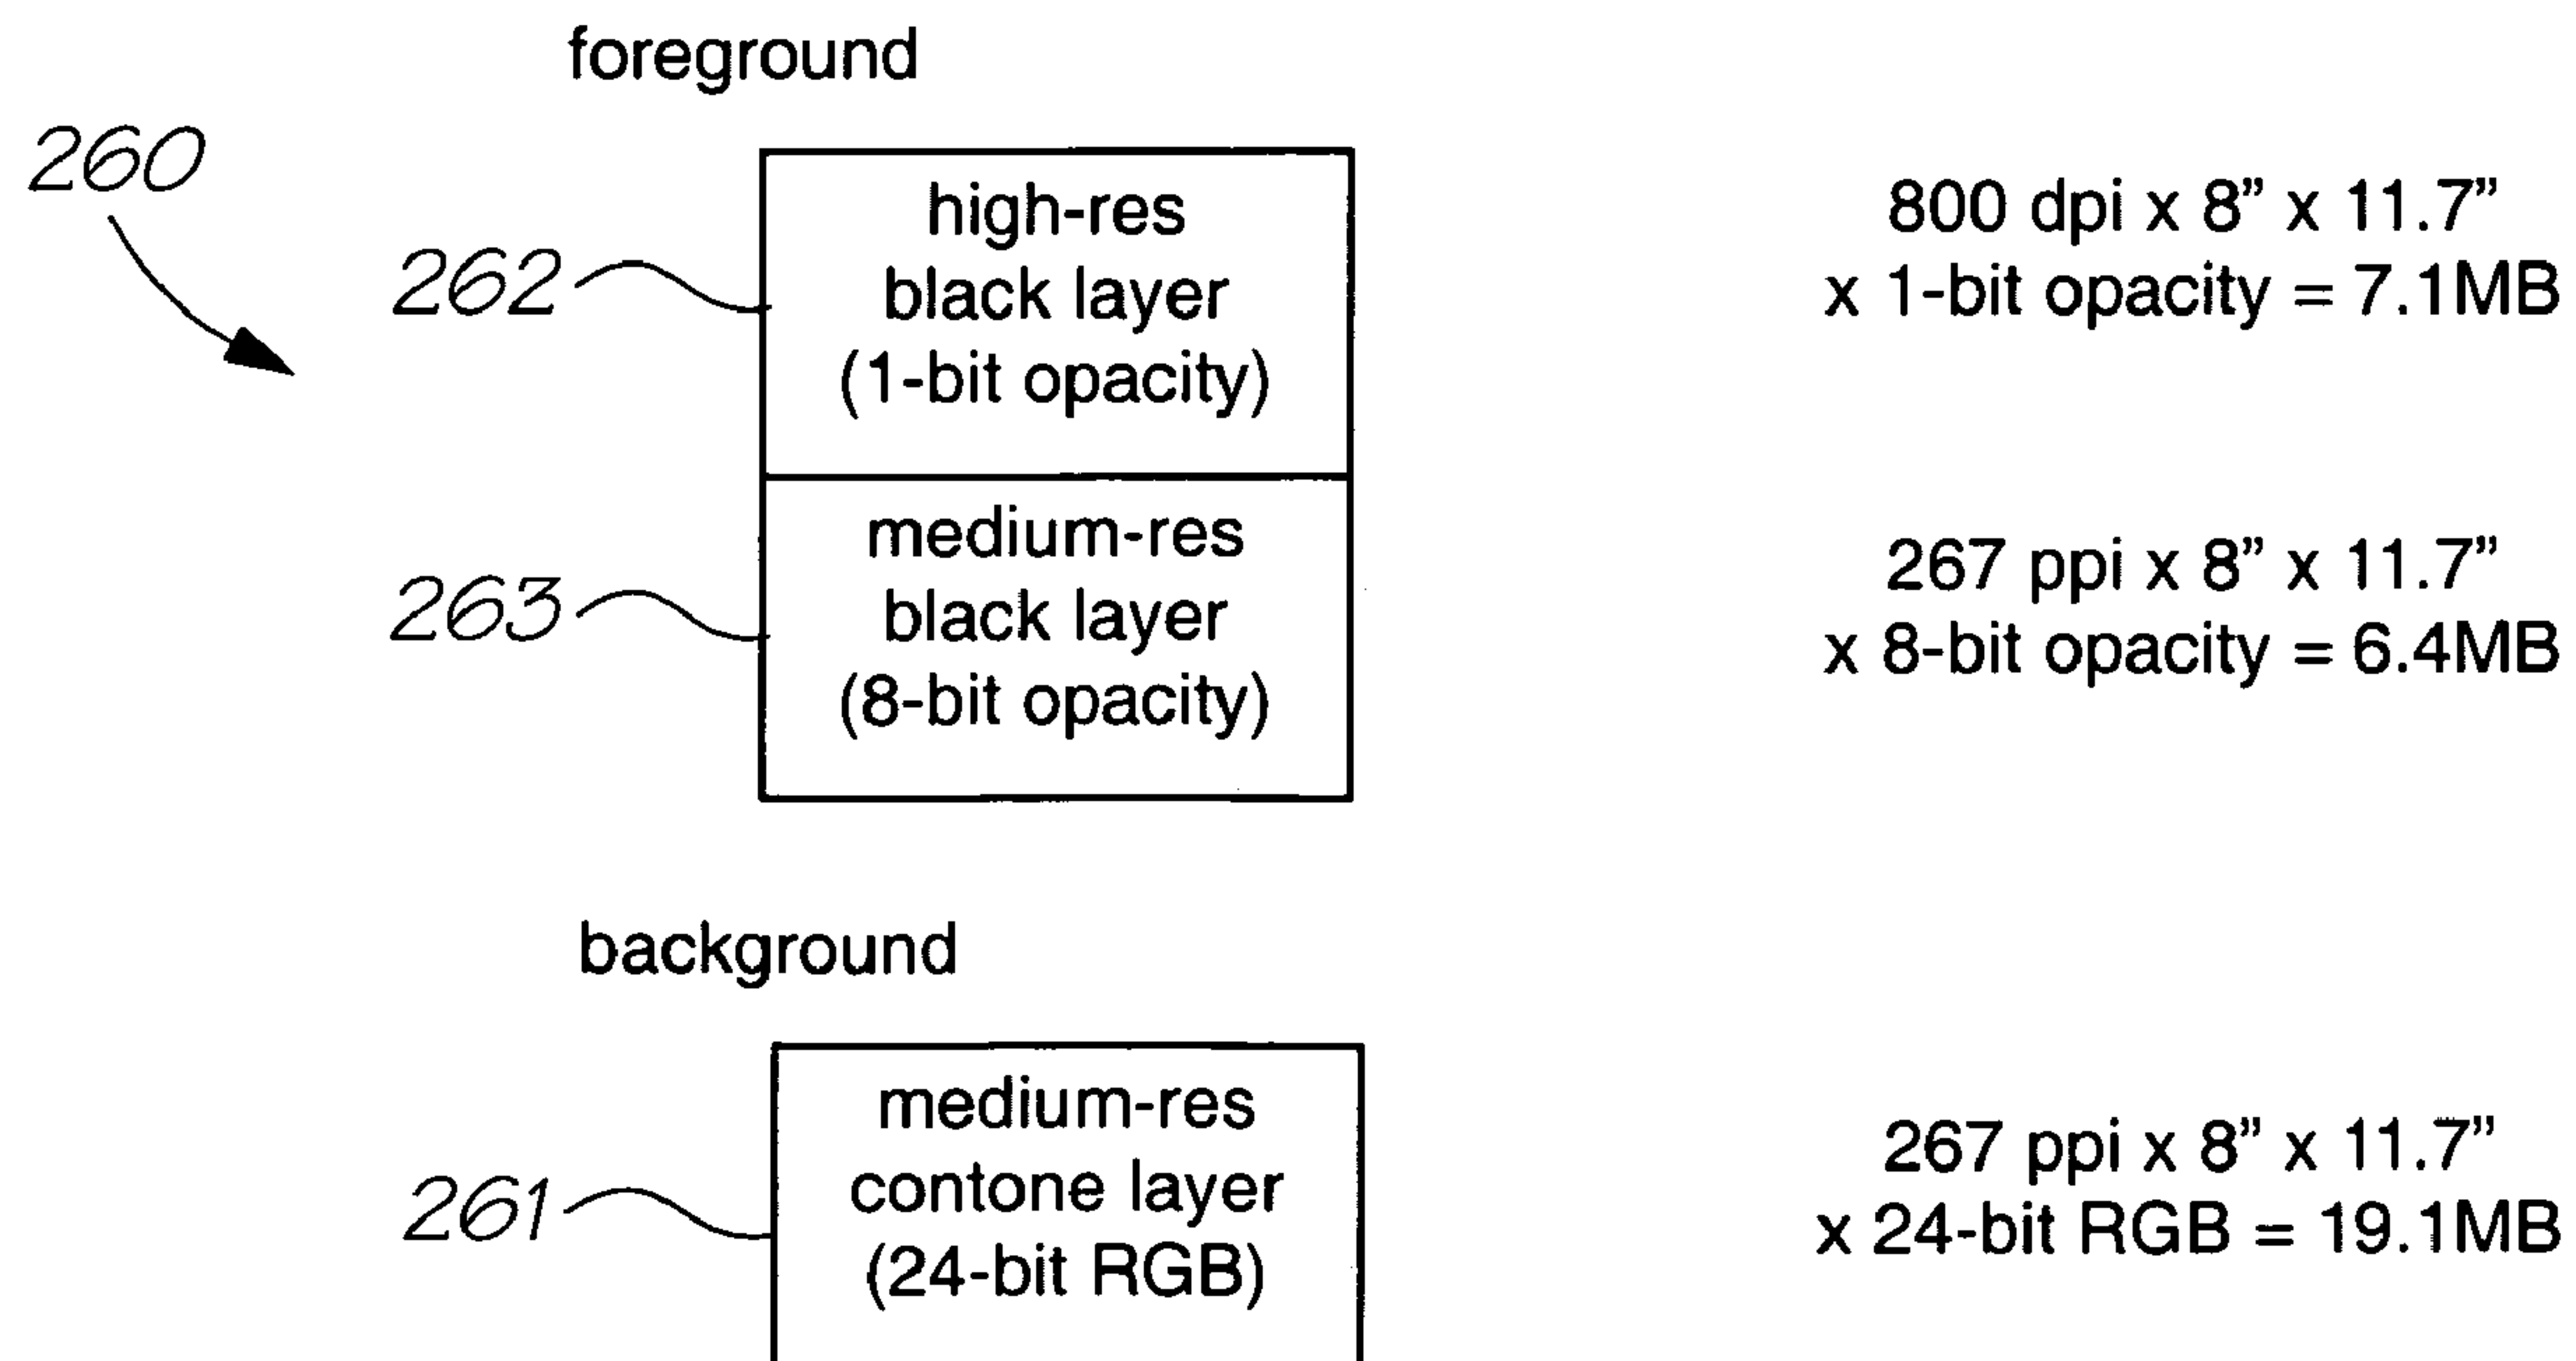 foreground
260
262
high-res
black layer
(1-bit opacity)
800 dpi x 8” x 11.7”
x 1-bit opacity = 7.1MB
263
medium-res
black layer
(8-bit opacity)
267 ppi x 8” x 11.7”
x 8-bit opacity = 6.4MB
background
261
medium-res
contone layer
(24-bit RGB)
267 ppi x 8” x 11.7”
x 24-bit RGB = 19.1MB